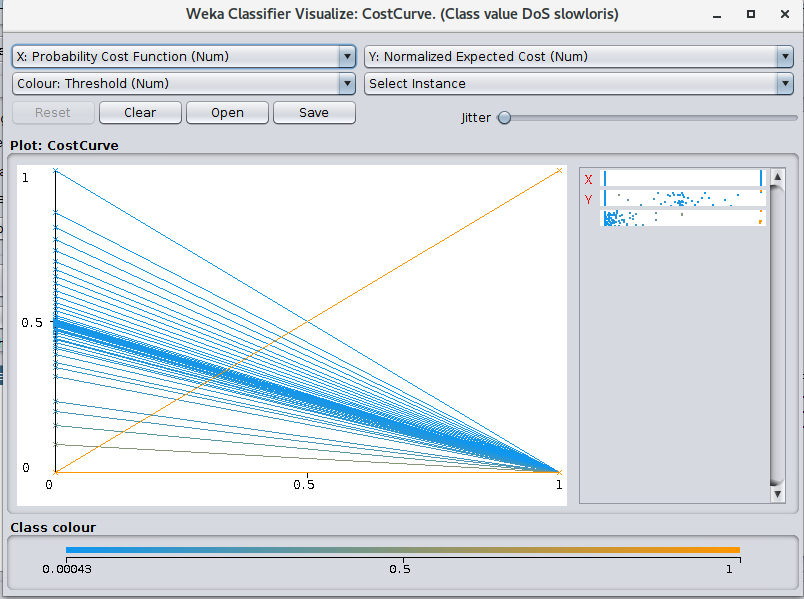 Weka Classifier Visualize: CostCurve. (Class value DoS slowloris)
X: Probability Cost Function (Num)
Y: Normalized Expected Cost (Num)
Colour: Threshold (Num)
Select Instance
Reset
Clear
Open
Save
Jitter
Plot: CostCurve
1
0.5
0
0
0.5
1
X
Y
Class colour
0.00043
0.5
1